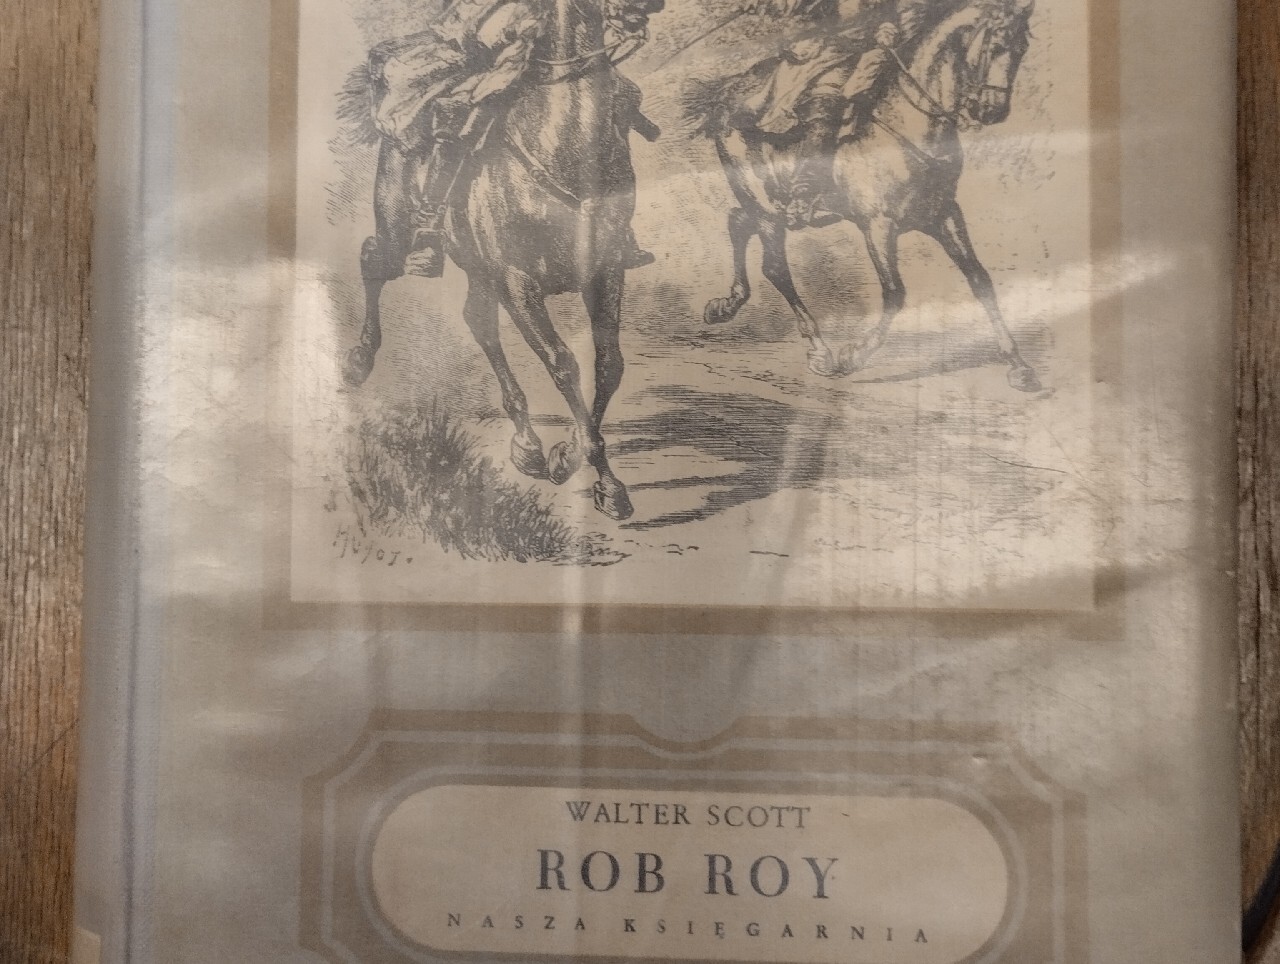 WALTER SCOTT
ROB ROY
NASZA KSIĘGARNIA